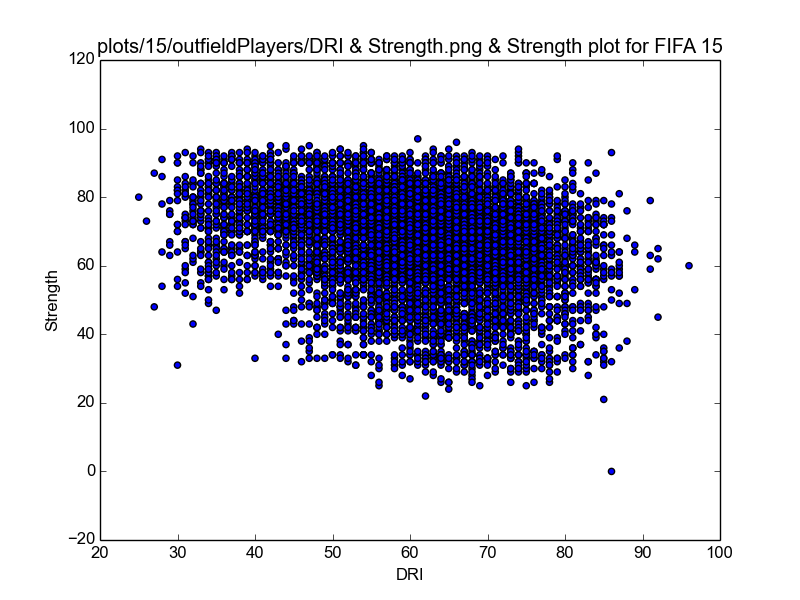 plots/15/outfieldPlayers/DRI & Strength.png & Strength plot for FIFA 15
120
100
80
60
40
20
0
−20
Strength
20 30 40 50 60 70 80 90 100
DRI